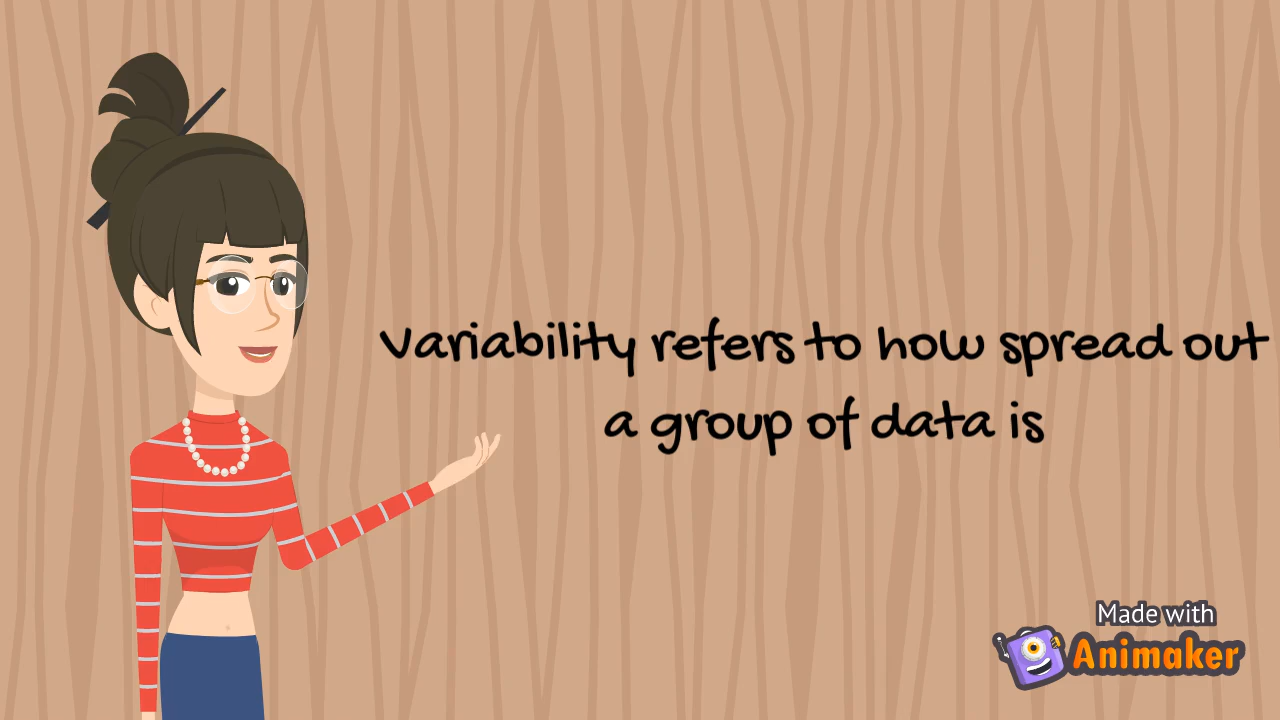 Variability refers to how spread out
a group of data is
Made with
Animaker